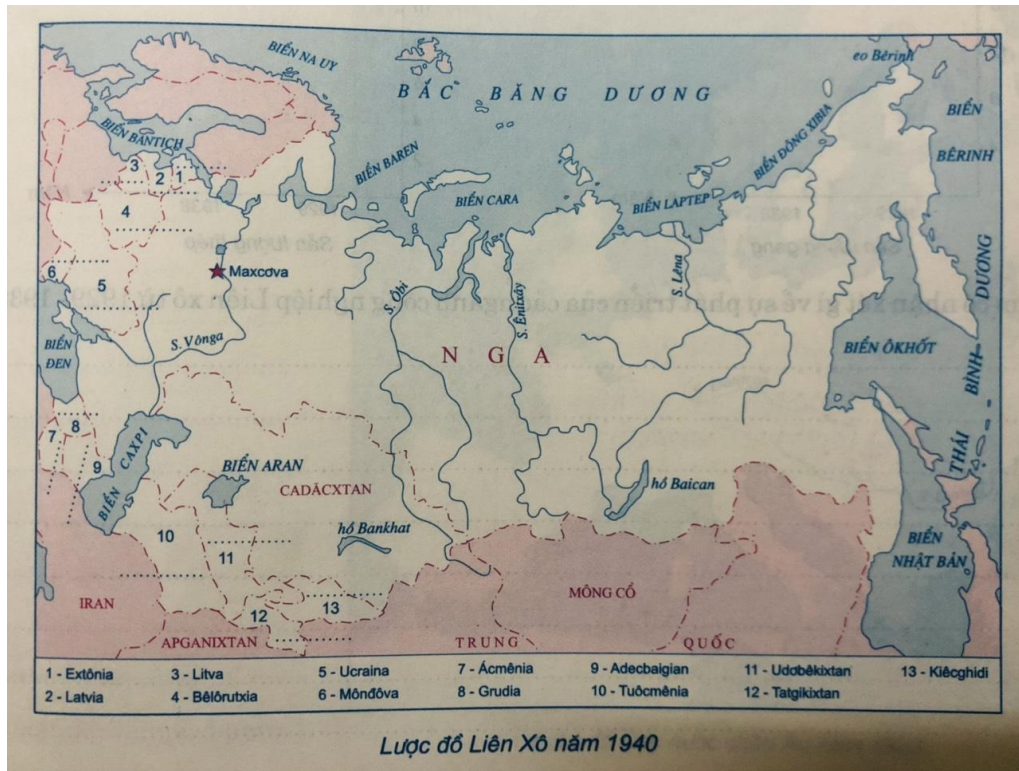 BIỂN NA UY
eo Bêrinh
BẮC BĂNG DƯƠNG
BIỂN
BÊRINH
BIỂN BANTICH
BIỂN BAREN
BIỂN CARA
BIỂN LAPTEP
BIỂN ĐÔNG XIBIA
3
2
1
4
6
5
Maxcơva
S. Vônga
S. Ôbi
S. Ênitxây
S. Lêna
NGA
BIỂN
ĐEN
BIỂN ÔKHỐT
THÁI BÌNH DƯƠNG
7
8
9
BIỂN CAXPI
BIỂN ARAN
CADĂCXTAN
hồ Bankhat
hồ Baican
10
11
12
13
BIỂN
NHẬT BẢN
IRAN
APGANIXTAN
TRUNG QUỐC
MÔNG CỔ
1 - Extônia
3 - Litva
5 - Ucraina
7 - Ácmênia
9 - Adecbaigian
11 - Udơbêkixtan
13 - Kiêcghidi
2 - Latvia
4 - Bêlôrutxia
6 - Mônđôva
8 - Grudia
10 - Tuôcmênia
12 - Tatgikixtan
Lược đồ Liên Xô năm 1940